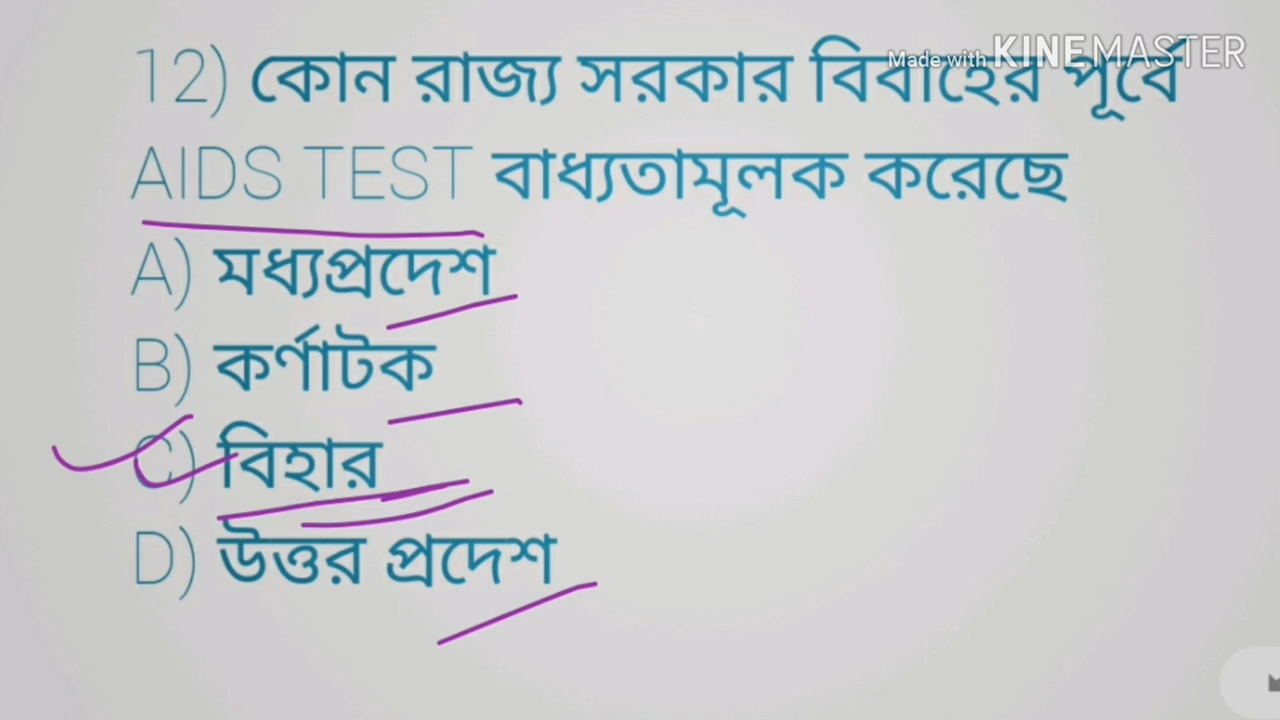 Made with KINEMASTER
12) কোন রাজ্য সরকার বিবাহের পূর্বে
AIDS TEST বাধ্যতামূলক করেছে
A) মধ্যপ্রদেশ
B) কর্ণাটক
C) বিহার
D) উত্তর প্রদেশ